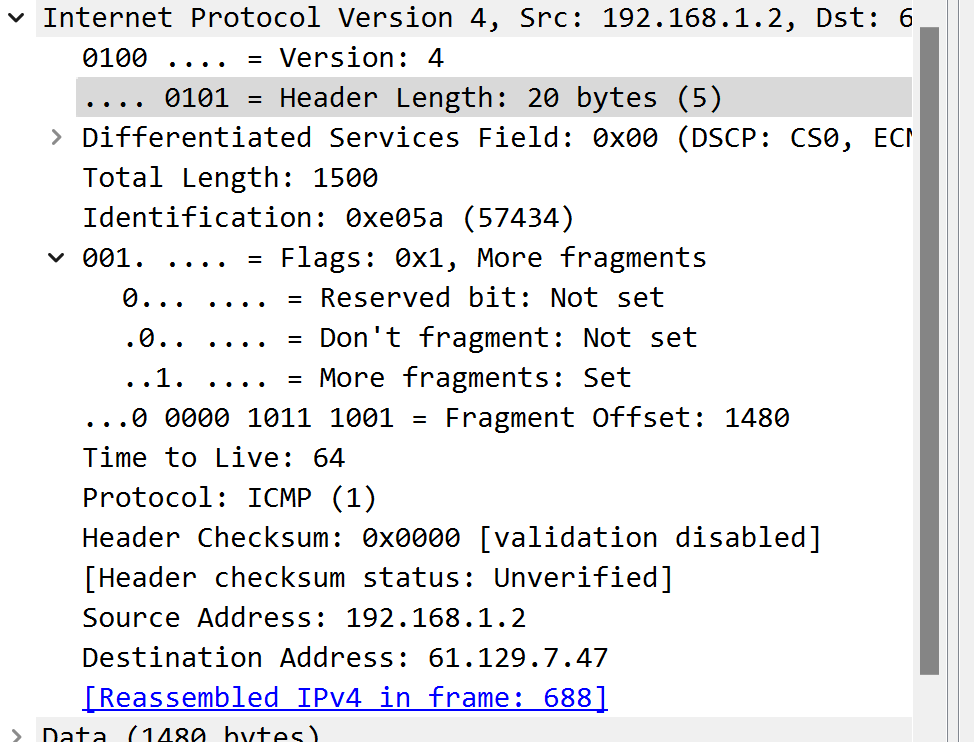 Internet Protocol Version 4, Src: 192.168.1.2, Dst: 6
0100 .... = Version: 4
.... 0101 = Header Length: 20 bytes (5)
Differentiated Services Field: 0x00 (DSCP: CS0, ECN
Total Length: 1500
Identification: 0xe05a (57434)
001. .... = Flags: 0x1, More fragments
0... .... = Reserved bit: Not set
.0.. .... = Don't fragment: Not set
..1. .... = More fragments: Set
...0 0000 1011 1001 = Fragment Offset: 1480
Time to Live: 64
Protocol: ICMP (1)
Header Checksum: 0x0000 [validation disabled]
[Header checksum status: Unverified]
Source Address: 192.168.1.2
Destination Address: 61.129.7.47
[Reassembled IPv4 in frame: 688]
Data (1480 bytes)